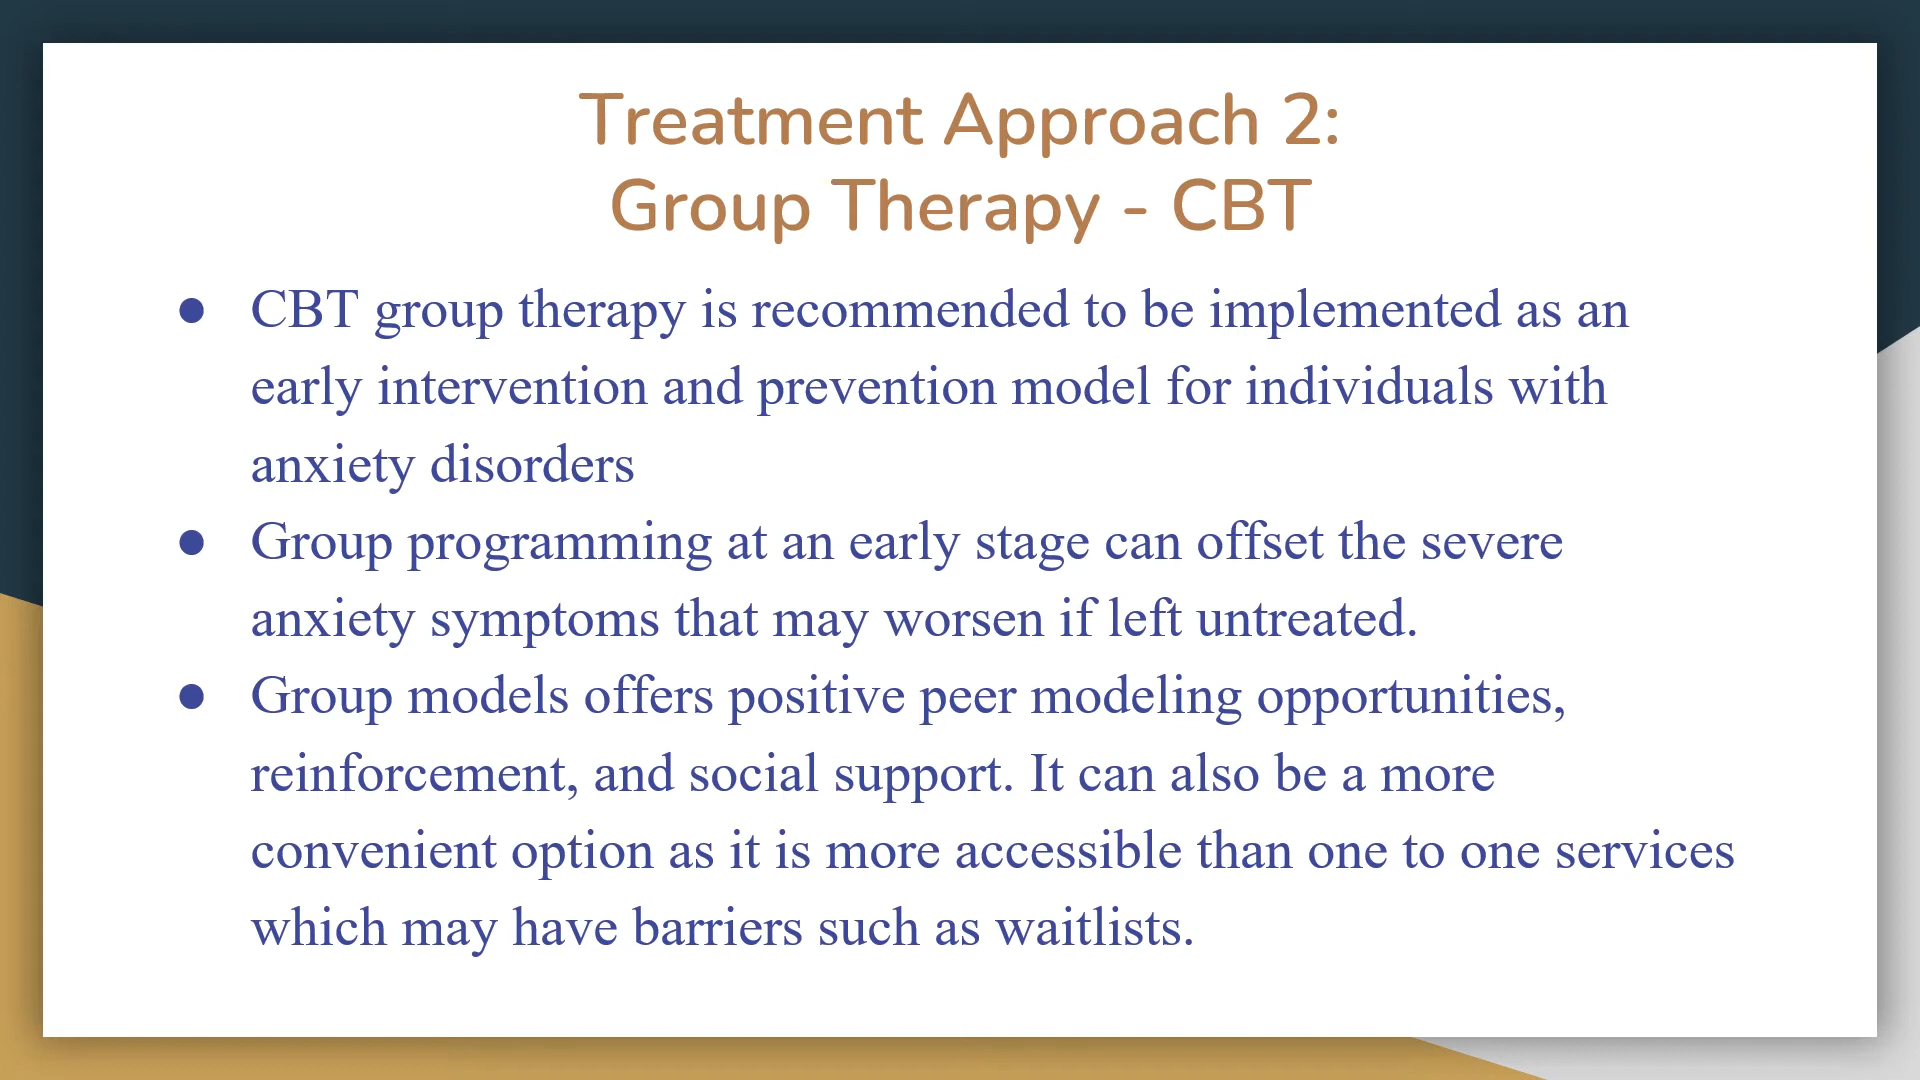 Treatment Approach 2:
Group Therapy - CBT
● CBT group therapy is recommended to be implemented as an
early intervention and prevention model for individuals with
anxiety disorders
● Group programming at an early stage can offset the severe
anxiety symptoms that may worsen if left untreated.
● Group models offers positive peer modeling opportunities,
reinforcement, and social support. It can also be a more
convenient option as it is more accessible than one to one services
which may have barriers such as waitlists.